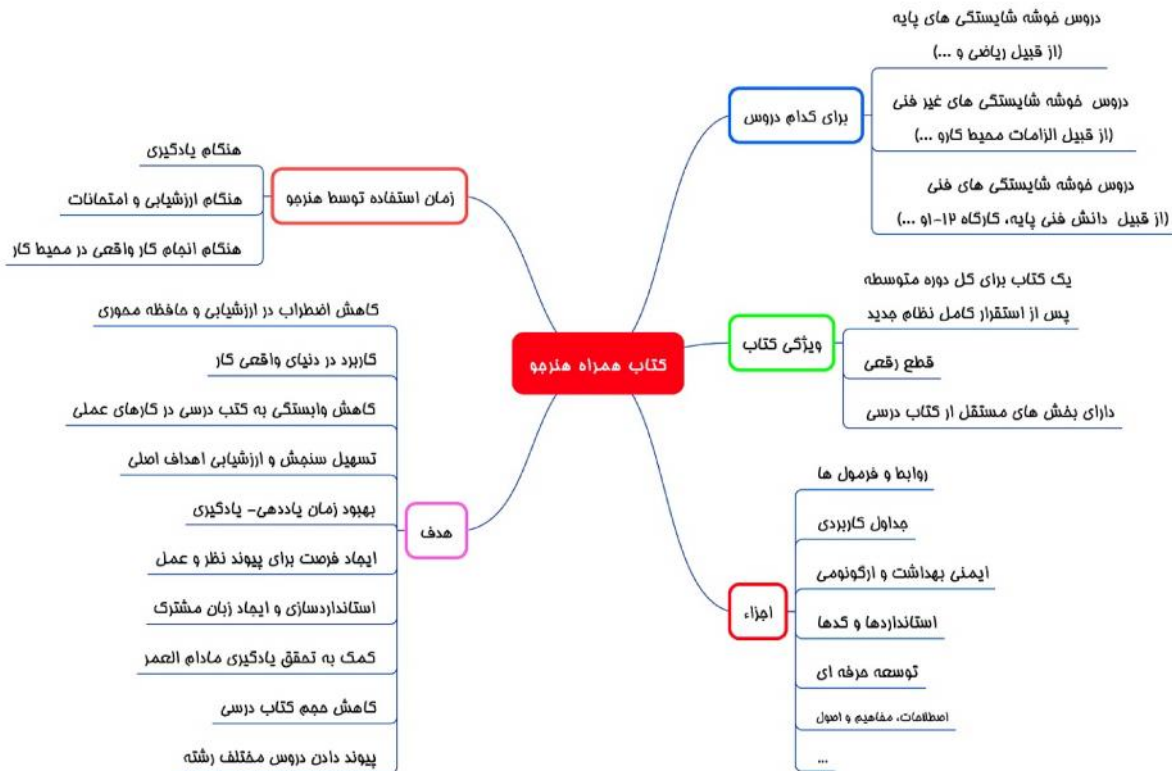 کتاب همراه هنرجو
برای کدام دروس
دروس خوشه شایستگی های پایه
(از قبیل ریاضی و ...)
دروس خوشه شایستگی های غیر فنی
(از قبیل الزامات محیط کارو ...)
دروس خوشه شایستگی های فنی
(از قبیل دانش فنی پایه، کارگاه ۱۲-۱و ...)
ویژگی کتاب
یک کتاب برای کل دوره متوسطه
پس از استقرار کامل نظام جدید
قطع رقعی
دارای بخش های مستقل از کتاب درسی
اجزاء
روابط و فرمول ها
جداول کاربردی
ایمنی بهداشت و ارگونومی
استانداردها و کدها
توسعه حرفه ای
اصطلاحات، مفاهیم و اصول
...
زمان استفاده توسط هنرجو
هنگام یادگیری
هنگام ارزشیابی و امتحانات
هنگام انجام کار واقعی در محیط کار
هدف
کاهش اضطراب در ارزشیابی و حافظه محوری
کاربرد در دنیای واقعی کار
کاهش وابستگی به کتب درسی در کارهای عملی
تسهیل سنجش و ارزشیابی اهداف اصلی
بهبود زمان یاددهی- یادگیری
ایجاد فرصت برای پیوند نظر و عمل
استانداردسازی و ایجاد زبان مشترک
کمک به تحقق یادگیری مادام العمر
کاهش حجم کتاب درسی
پیوند دادن دروس مختلف رشته